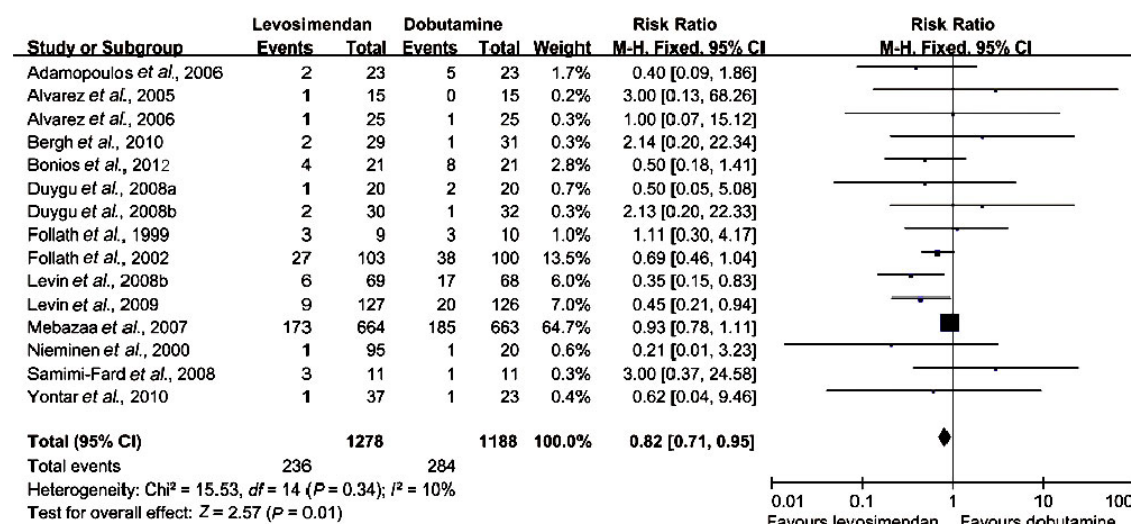 Levosimendan Dobutamine Risk Ratio Risk Ratio
Study or Subgroup Events Total Events Total Weight M-H, Fixed, 95% CI M-H, Fixed, 95% CI
Adamopoulos et al., 2006 2 23 5 23 1.7% 0.40 [0.09, 1.86]
Alvarez et al., 2005 1 15 0 15 0.2% 3.00 [0.13, 68.26]
Alvarez et al., 2006 1 25 1 25 0.3% 1.00 [0.07, 15.12]
Bergh et al., 2010 2 29 1 31 0.3% 2.14 [0.20, 22.34]
Bonios et al., 2012 4 21 8 21 2.8% 0.50 [0.18, 1.41]
Duygu et al., 2008a 1 20 2 20 0.7% 0.50 [0.05, 5.08]
Duygu et al., 2008b 2 30 1 32 0.3% 2.13 [0.20, 22.33]
Follath et al., 1999 3 9 3 10 1.0% 1.11 [0.30, 4.17]
Follath et al., 2002 27 103 38 100 13.5% 0.69 [0.46, 1.04]
Levin et al., 2008b 6 69 17 68 6.0% 0.35 [0.15, 0.83]
Levin et al., 2009 9 127 20 126 7.0% 0.45 [0.21, 0.94]
Mebazaa et al., 2007 173 664 185 663 64.7% 0.93 [0.78, 1.11]
Nieminen et al., 2000 1 95 1 20 0.6% 0.21 [0.01, 3.23]
Samimi-Fard et al., 2008 3 11 1 11 0.3% 3.00 [0.37, 24.58]
Yontar et al., 2010 1 37 1 23 0.4% 0.62 [0.04, 9.46]
Total (95% CI) 1278 1188 100.0% 0.82 [0.71, 0.95]
Total events 236 284
Heterogeneity: Chi² = 15.53, df = 14 (P = 0.34); I² = 10%
Test for overall effect: Z = 2.57 (P = 0.01)
0.01 0.1 1 10 100
Favours levosimendan Favours dobutamine